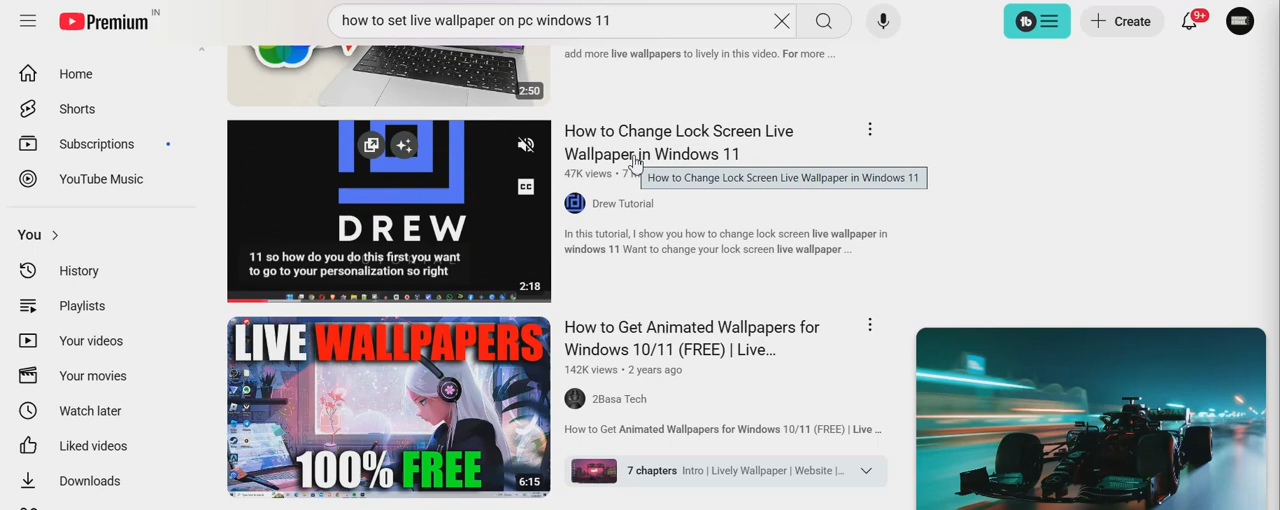 Premium IN
how to set live wallpaper on pc windows 11
Create
9+
Home
Shorts
Subscriptions
YouTube Music
You
History
Playlists
Your videos
Your movies
Watch later
Liked videos
Downloads
2:50
add more live wallpapers to lively in this video. For more ...
CC
DREW
11 so how do you do this first you want
to go to your personalization so right
2:18
How to Change Lock Screen Live
Wallpaper in Windows 11
47K views • 7
How to Change Lock Screen Live Wallpaper in Windows 11
Drew Tutorial
In this tutorial, I show you how to change lock screen live wallpaper in
windows 11 Want to change your lock screen live wallpaper ...
LIVE WALLPAPERS
100% FREE
6:15
How to Get Animated Wallpapers for
Windows 10/11 (FREE) | Live...
142K views • 2 years ago
2Basa Tech
How to Get Animated Wallpapers for Windows 10/11 (FREE) | Live ...
7 chapters Intro | Lively Wallpaper | Website |...